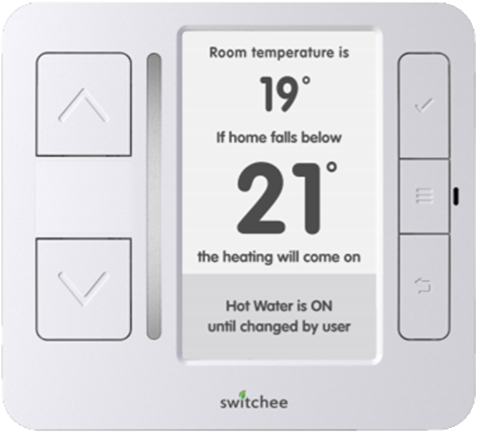 Room temperature is
19°
If home falls below
21°
the heating will come on
Hot Water is ON
until changed by user
switchee